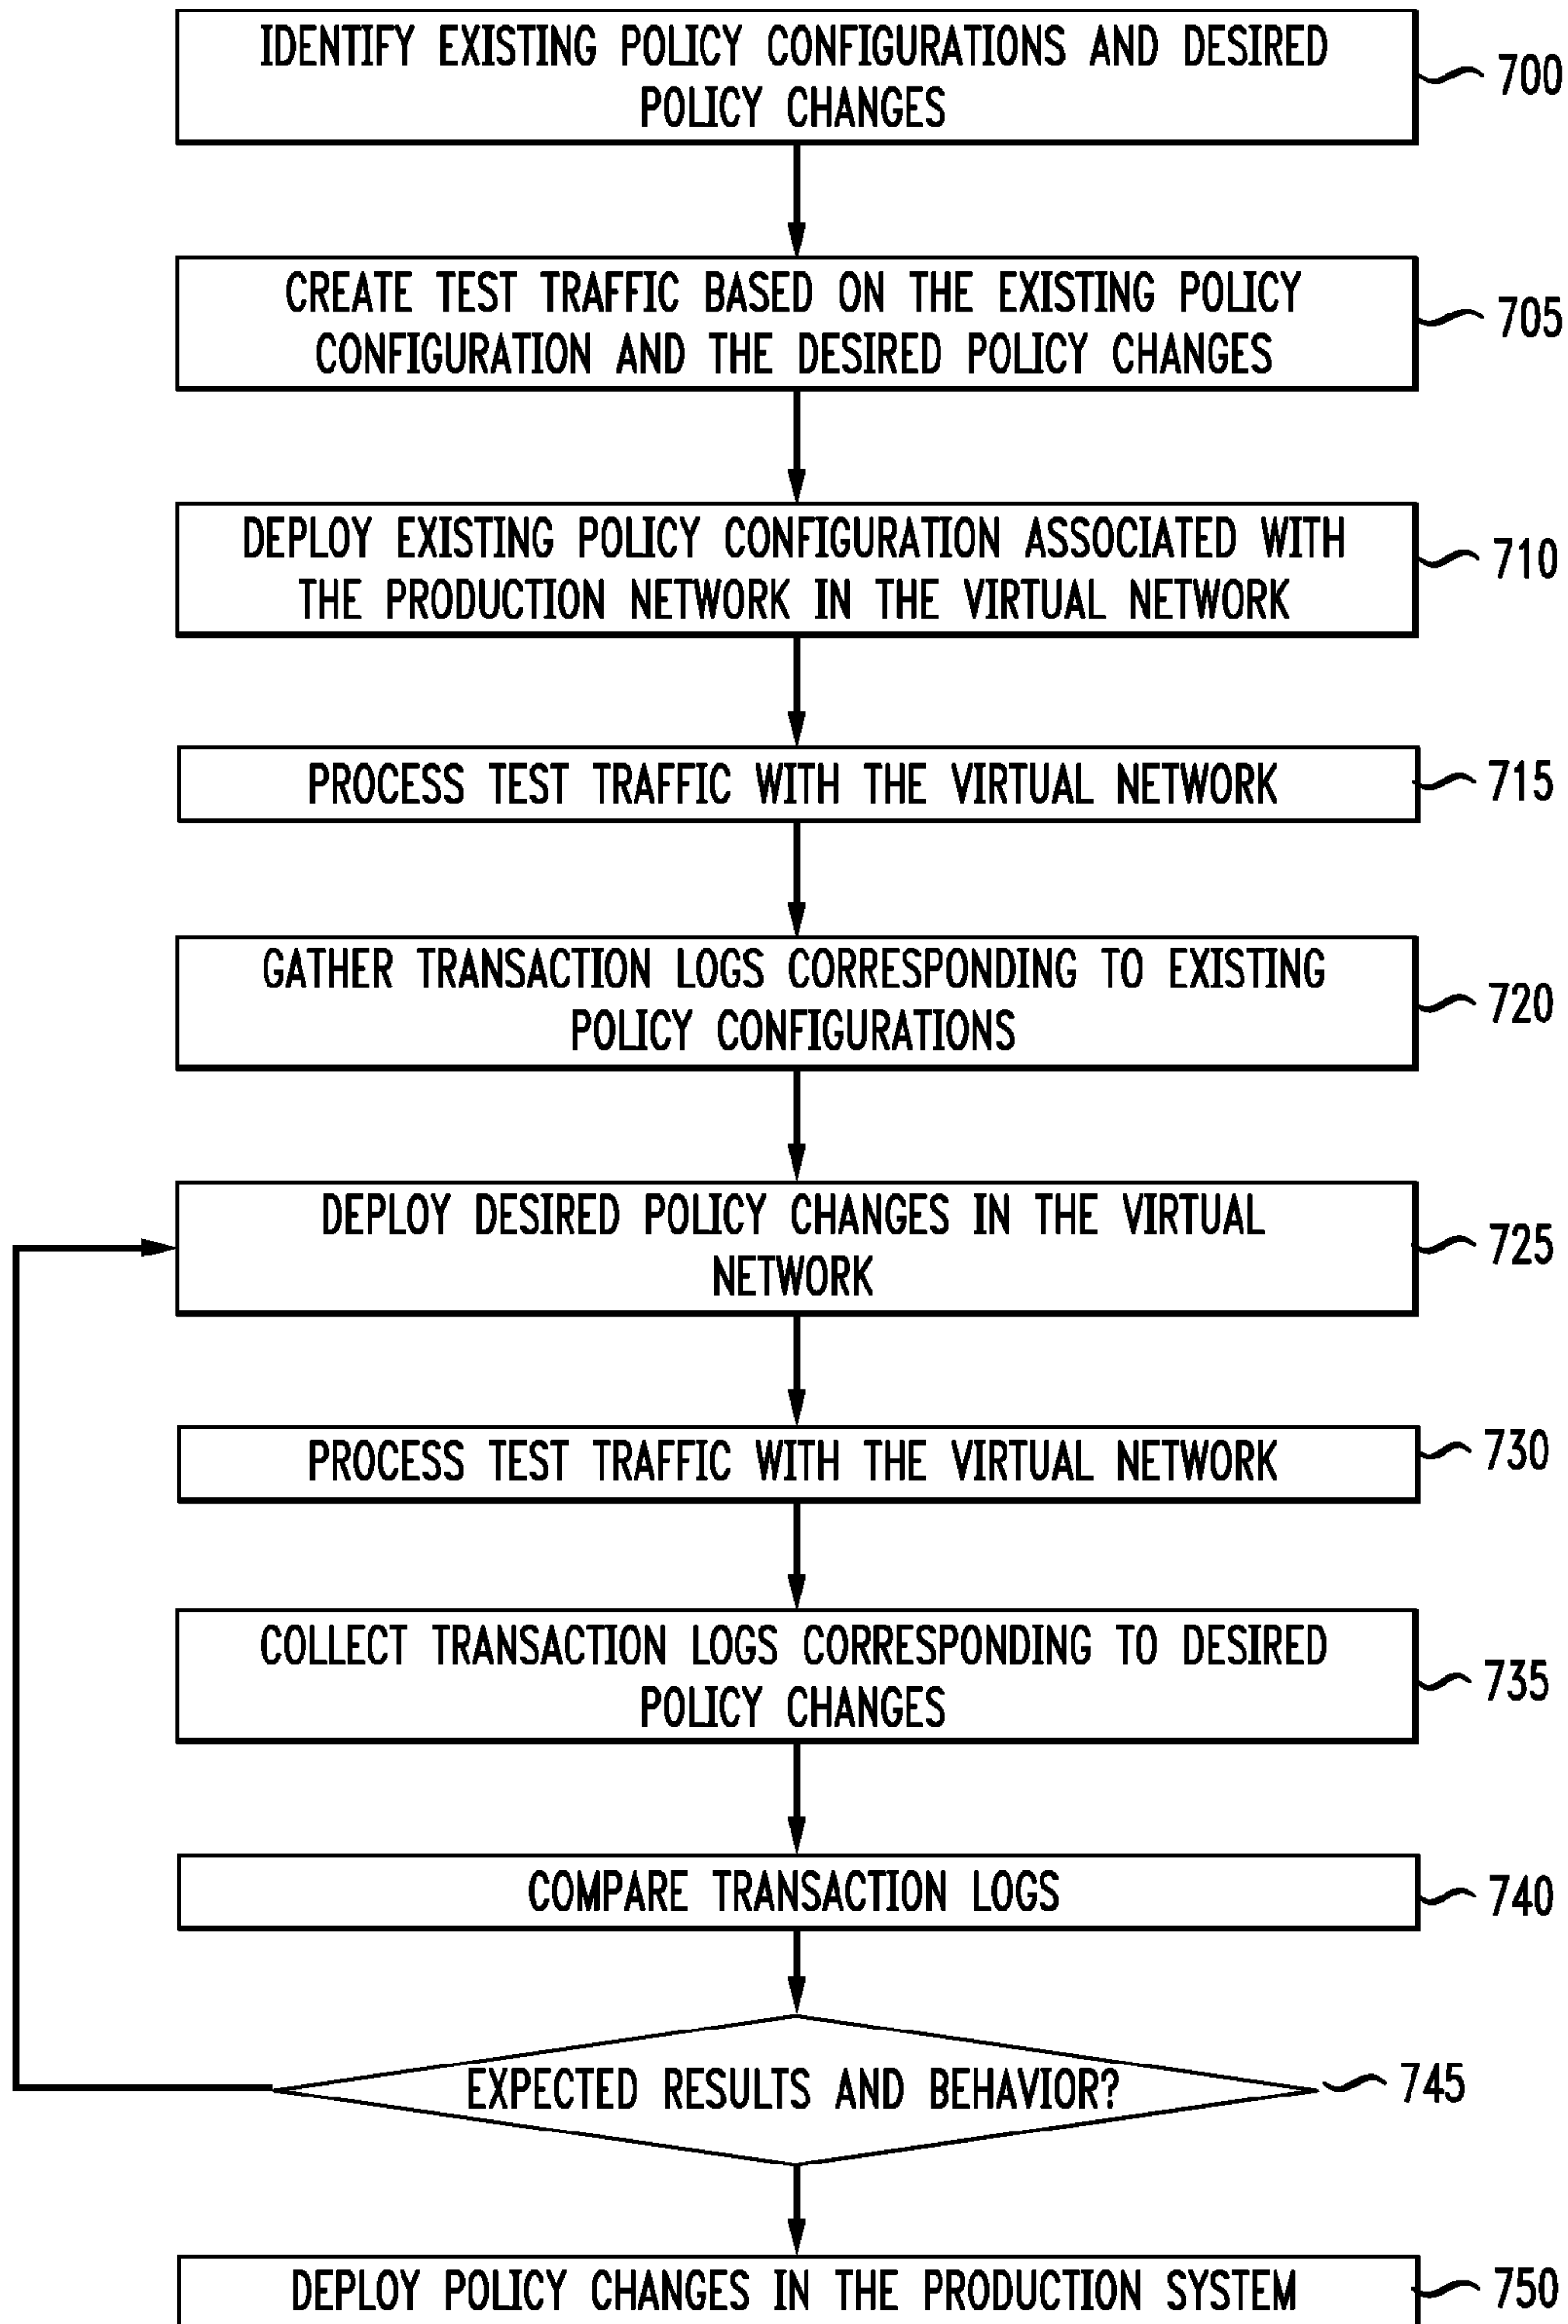 IDENTIFY EXISTING POLICY CONFIGURATIONS AND DESIRED
POLICY CHANGES
700
CREATE TEST TRAFFIC BASED ON THE EXISTING POLICY
CONFIGURATION AND THE DESIRED POLICY CHANGES
705
DEPLOY EXISTING POLICY CONFIGURATION ASSOCIATED WITH
THE PRODUCTION NETWORK IN THE VIRTUAL NETWORK
710
PROCESS TEST TRAFFIC WITH THE VIRTUAL NETWORK
715
GATHER TRANSACTION LOGS CORRESPONDING TO EXISTING
POLICY CONFIGURATIONS
720
DEPLOY DESIRED POLICY CHANGES IN THE VIRTUAL
NETWORK
725
PROCESS TEST TRAFFIC WITH THE VIRTUAL NETWORK
730
COLLECT TRANSACTION LOGS CORRESPONDING TO DESIRED
POLICY CHANGES
735
COMPARE TRANSACTION LOGS
740
EXPECTED RESULTS AND BEHAVIOR?
745
DEPLOY POLICY CHANGES IN THE PRODUCTION SYSTEM
750